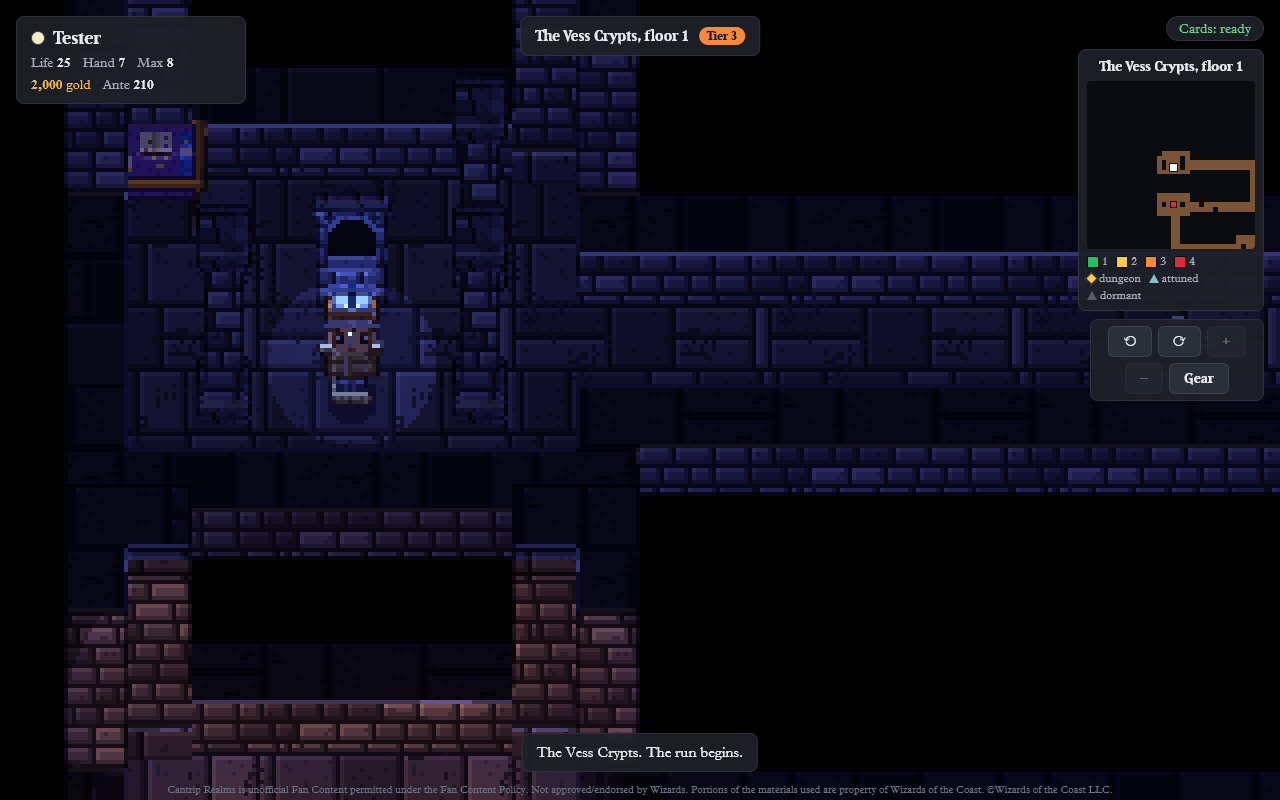 Tester
Life 25 Hand 7 Max 8
2,000 gold Ante 210
The Vess Crypts, floor 1 Tier 3
Cards: ready
The Vess Crypts, floor 1
1 2 3 4
dungeon attuned
dormant
+
−
Gear
The Vess Crypts. The run begins.
Cantrip Realms is unofficial Fan Content permitted under the Fan Content Policy. Not approved/endorsed by Wizards. Portions of the materials used are property of Wizards of the Coast. ©Wizards of the Coast LLC.